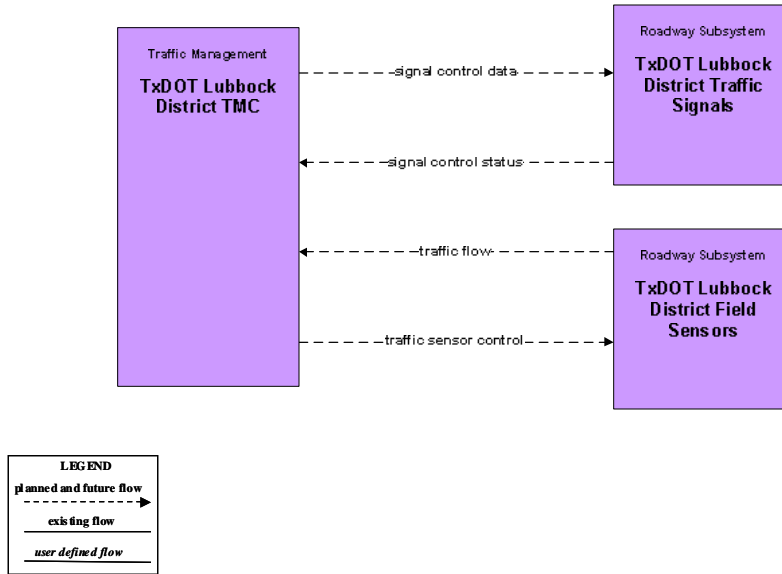 Traffic Management
TxDOT Lubbock
District TMC
signal control data
signal control status
traffic flow
traffic sensor control
Roadway Subsystem
TxDOT Lubbock
District Traffic
Signals
Roadway Subsystem
TxDOT Lubbock
District Field
Sensors
LEGEND
planned and future flow
existing flow
user defined flow